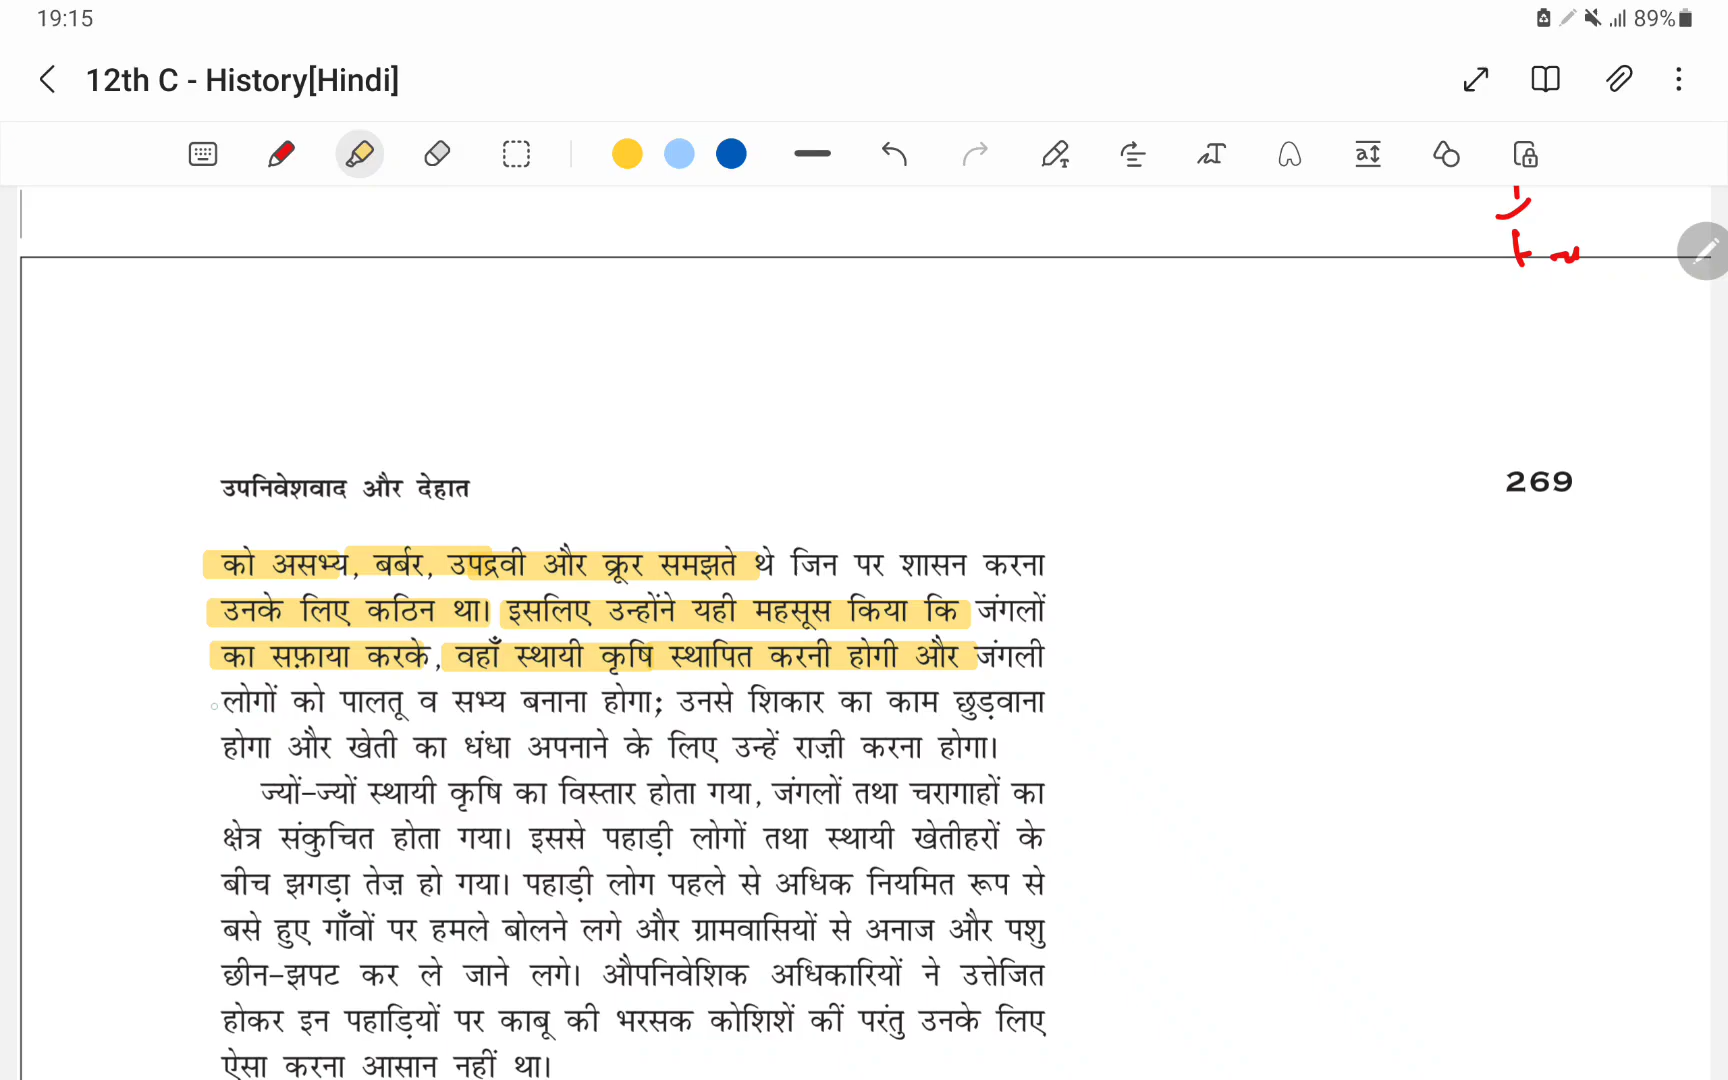 19:15
89%
12th C - History[Hindi]
उपनिवेशवाद और देहात
269
को असभ्य, बर्बर, उपद्रवी और क्रूर समझते थे जिन पर शासन करना
उनके लिए कठिन था। इसलिए उन्होंने यही महसूस किया कि जंगलों
का सफ़ाया करके, वहाँ स्थायी कृषि स्थापित करनी होगी और जंगली
लोगों को पालतू व सभ्य बनाना होगा; उनसे शिकार का काम छुड़वाना
होगा और खेती का धंधा अपनाने के लिए उन्हें राज़ी करना होगा।
ज्यों-ज्यों स्थायी कृषि का विस्तार होता गया, जंगलों तथा चरागाहों का
क्षेत्र संकुचित होता गया। इससे पहाड़ी लोगों तथा स्थायी खेतीहरों के
बीच झगड़ा तेज़ हो गया। पहाड़ी लोग पहले से अधिक नियमित रूप से
बसे हुए गाँवों पर हमले बोलने लगे और ग्रामवासियों से अनाज और पशु
छीन-झपट कर ले जाने लगे। औपनिवेशिक अधिकारियों ने उत्तेजित
होकर इन पहाड़ियों पर काबू की भरसक कोशिशें कीं परंतु उनके लिए
ऐसा करना आसान नहीं था।